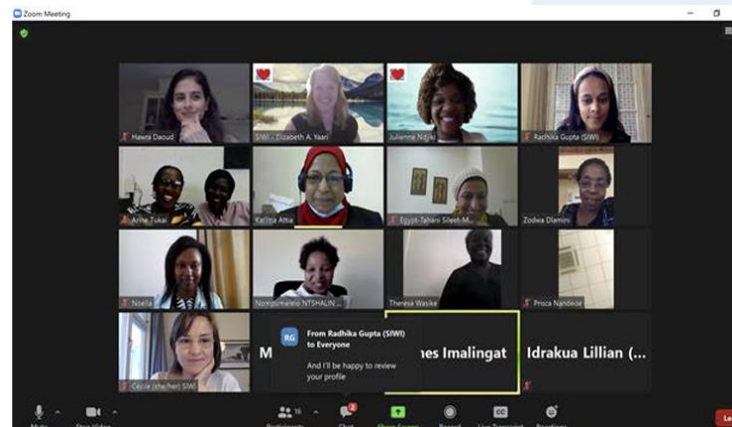 Zoom Meeting
Hawra Daoud
SIWI - Elizabeth A. Yaari
Julienne Ndjiki
Radhika Gupta (SIWI)
Anne Tukai
Karima Attia
Egypt-Tahani Sileet-M...
Zodwa Dlamini
Noella
Nompumelelo NTSHALIN ...
Theresa Wasike
Prisca Nandede
Cécile (she/her) SIWI
M
RG
From Radhika Gupta (SIWI)
to Everyone
And I'll be happy to review
your profile
nes Imalingat
Idrakua Lillian (...
Mute
Stop Video
Participants
16
Chat
2
Share Screen
Record
CC
Live Transcript
Reactions
Lea